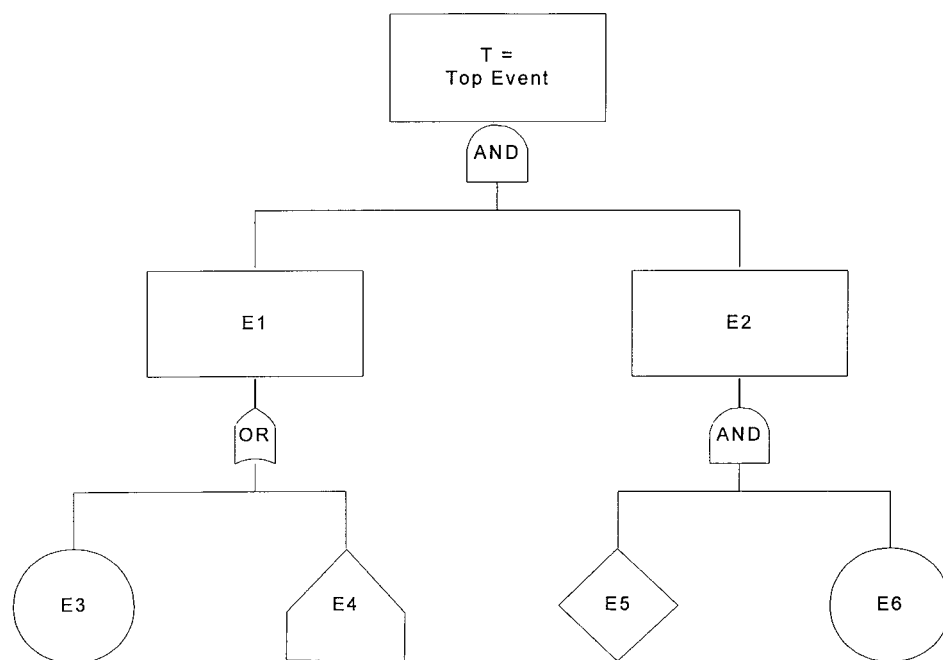 T =
Top Event
AND
E1
E2
OR
AND
E3
E4
E5
E6